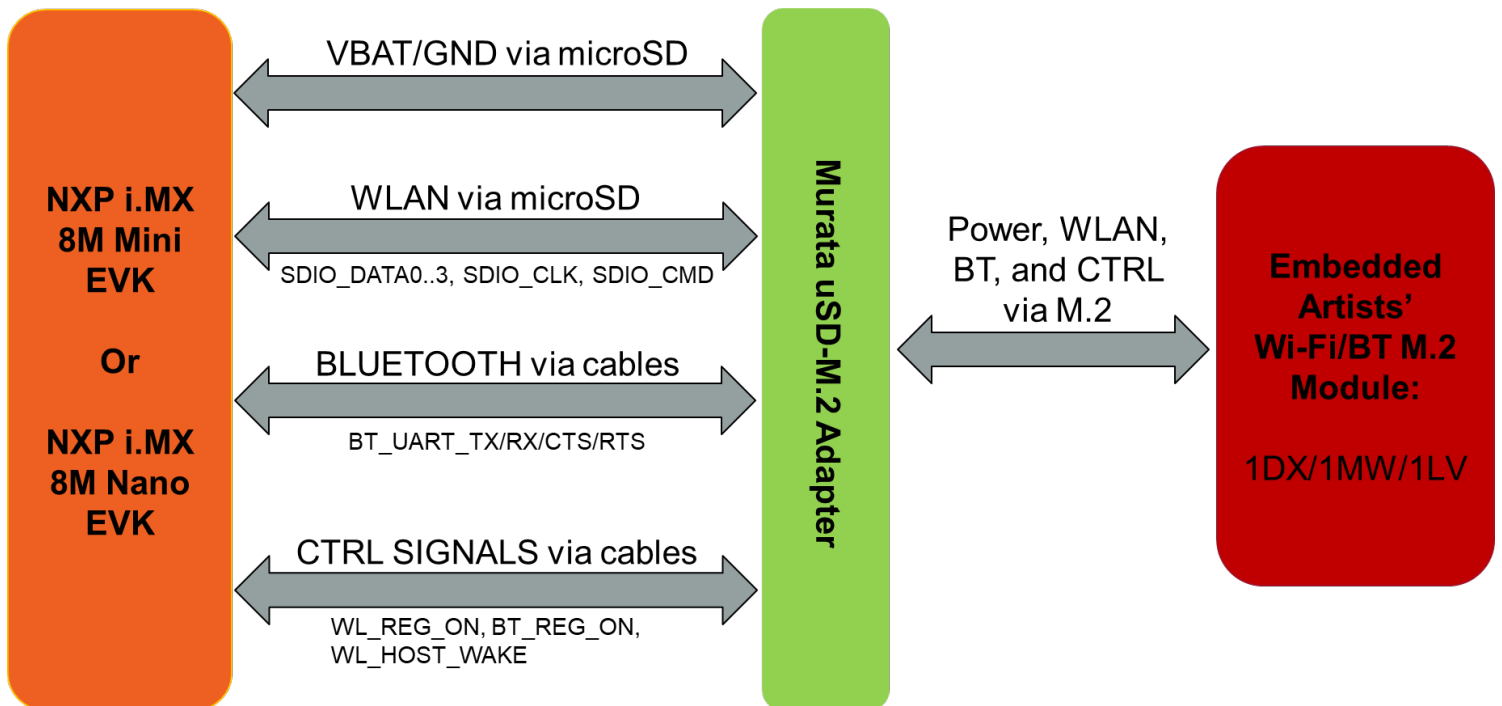 NXP i.MX
8M Mini
EVK
Or
NXP i.MX
8M Nano
EVK
VBAT/GND via microSD
WLAN via microSD
SDIO_DATA0..3, SDIO_CLK, SDIO_CMD
BLUETOOTH via cables
BT_UART_TX/RX/CTS/RTS
CTRL SIGNALS via cables
WL_REG_ON, BT_REG_ON,
WL_HOST_WAKE
Murata uSD-M.2 Adapter
Power, WLAN,
BT, and CTRL
via M.2
Embedded
Artists’
Wi-Fi/BT M.2
Module:
1DX/1MW/1LV